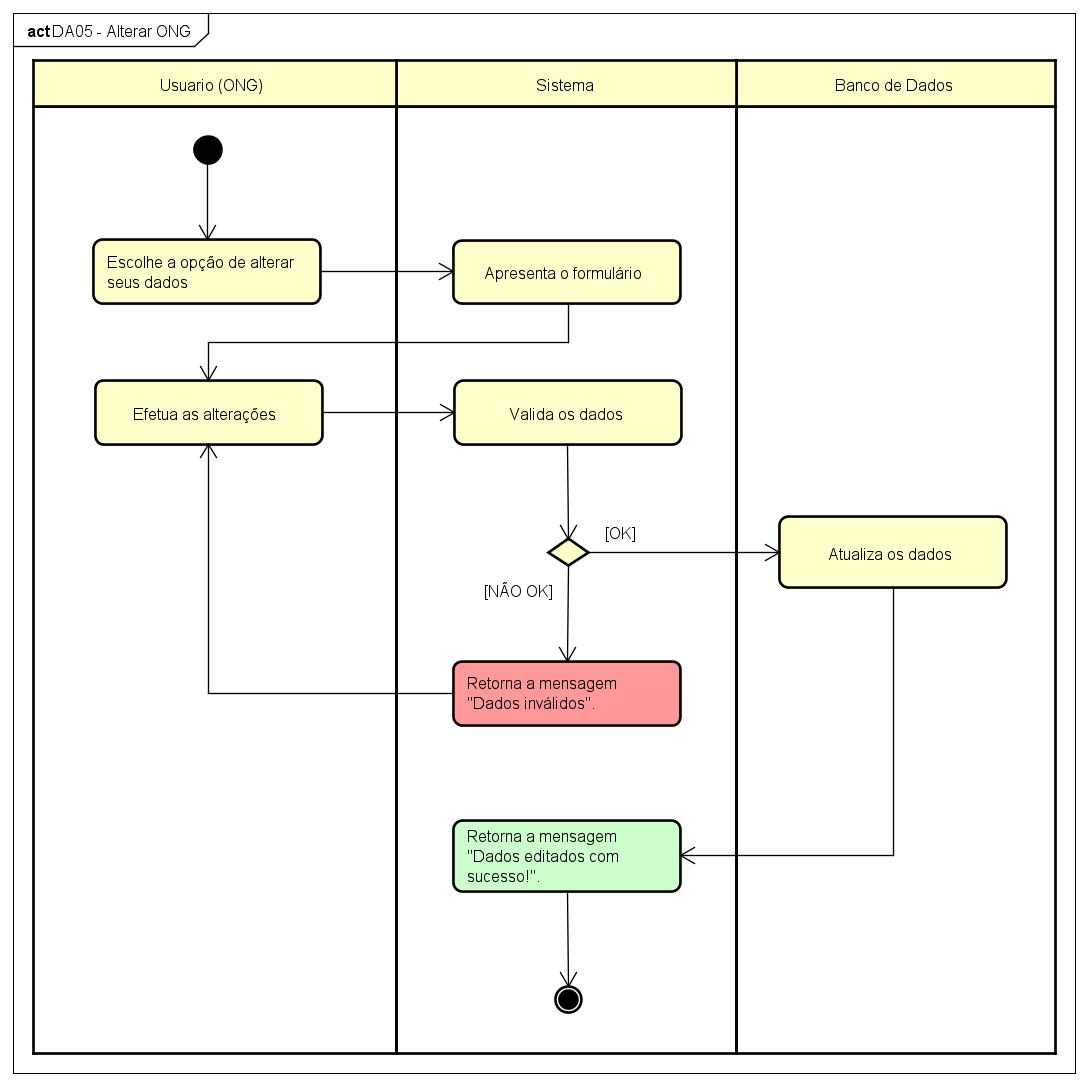 act DA05 - Alterar ONG
Usuario (ONG)
Sistema
Banco de Dados
Escolhe a opção de alterar
seus dados
Apresenta o formulário
Efetua as alterações
Valida os dados
[OK]
Atualiza os dados
[NÃO OK]
Retorna a mensagem
"Dados inválidos".
Retorna a mensagem
"Dados editados com
sucesso!".